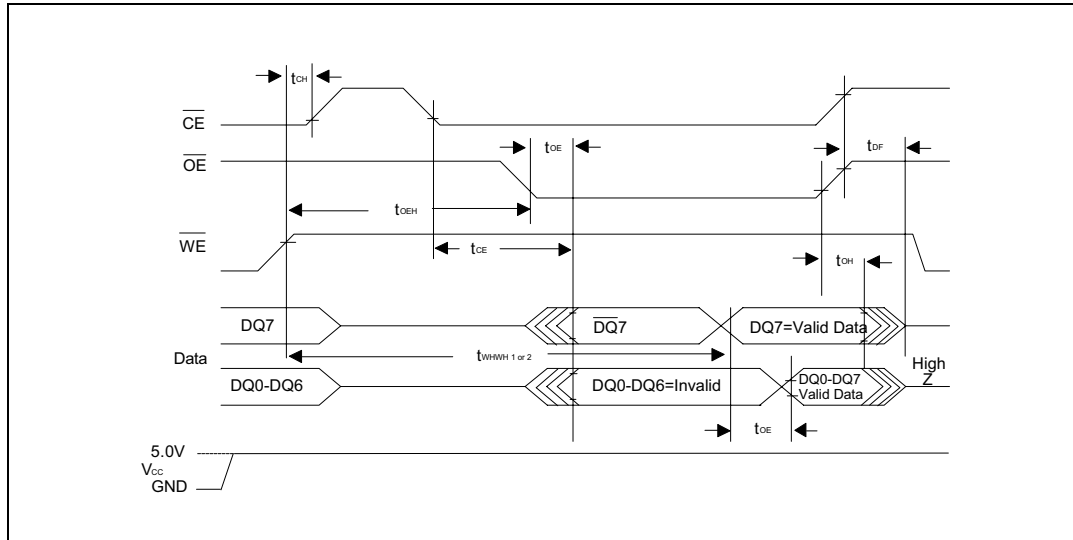 tCH
CE
tOE
tDF
OE
tOEH
WE
tCE
tOH
DQ7
DQ7
DQ7=Valid Data
Data
tWHWH 1 or 2
High
Z
DQ0-DQ6
DQ0-DQ6=Invalid
DQ0-DQ7
Valid Data
tOE
5.0V
VCC
GND